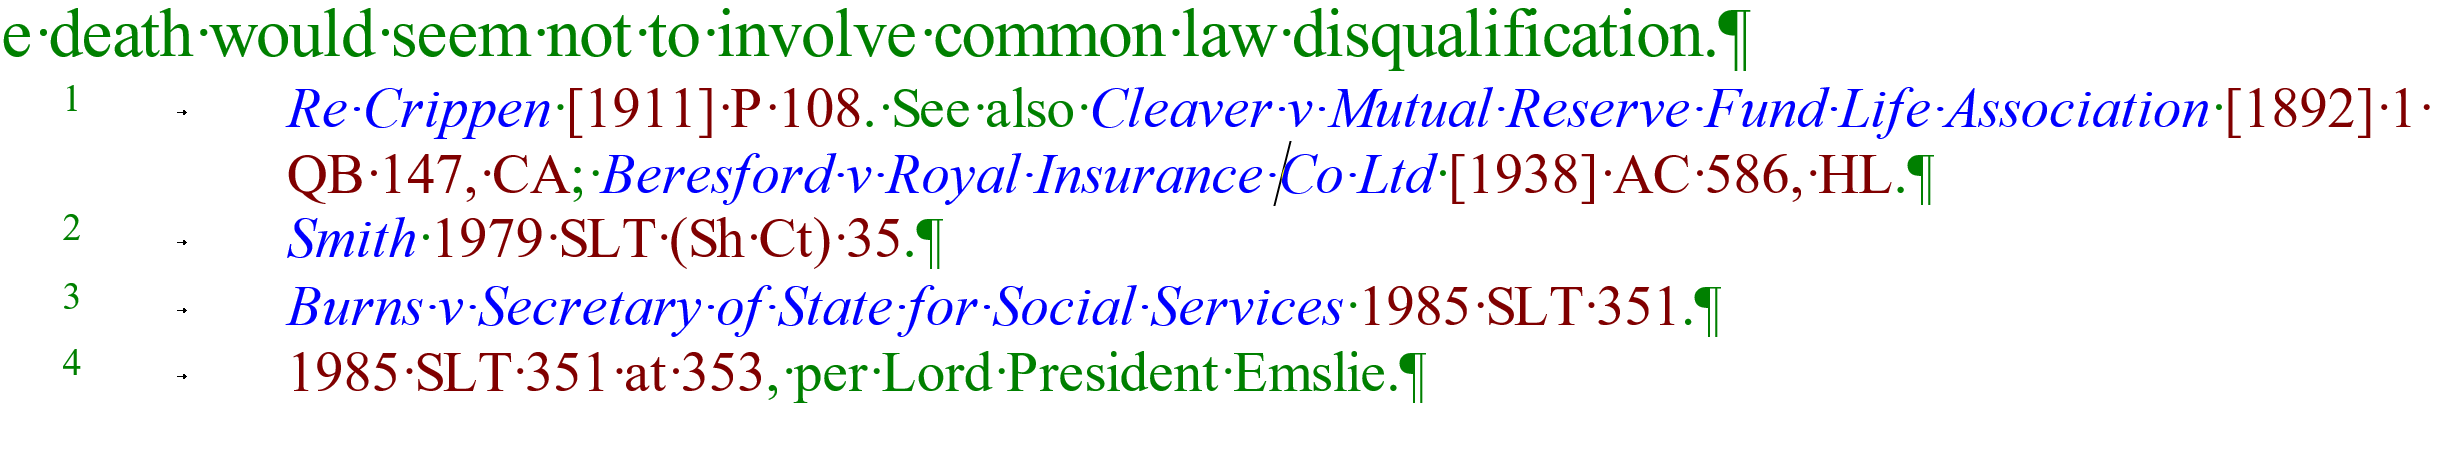 e death would seem not to involve common law disqualification.¶
1 → Re Crippen [1911] P 108. See also Cleaver v Mutual Reserve Fund Life Association [1892] 1
QB 147, CA; Beresford v Royal Insurance Co Ltd [1938] AC 586, HL.¶
2 → Smith 1979 SLT (Sh Ct) 35.¶
3 → Burns v Secretary of State for Social Services 1985 SLT 351.¶
4 → 1985 SLT 351 at 353, per Lord President Emslie.¶